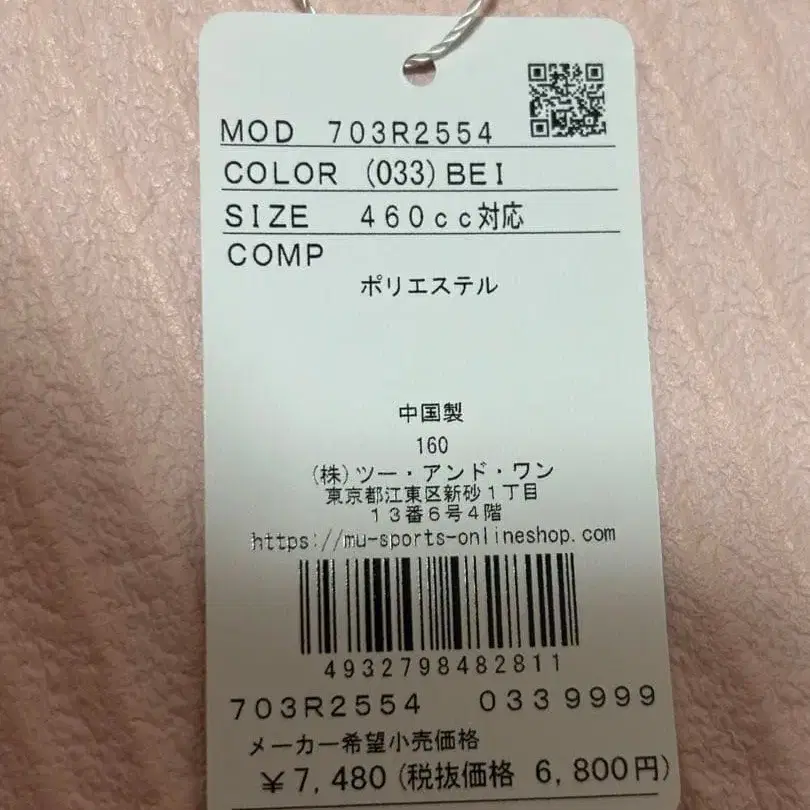 MOD 703R2554
COLOR (033) BEI
SIZE 460cc対応
COMP
ポリエステル
中国製
160
(株)ツー・アンド・ワン
東京都江東区新砂1丁目
13番6号4階
https://mu-sports-onlineshop.com
4932798482811
703R2554 0339999
メーカー希望小売価格
¥7,480(税抜価格 6,800円)